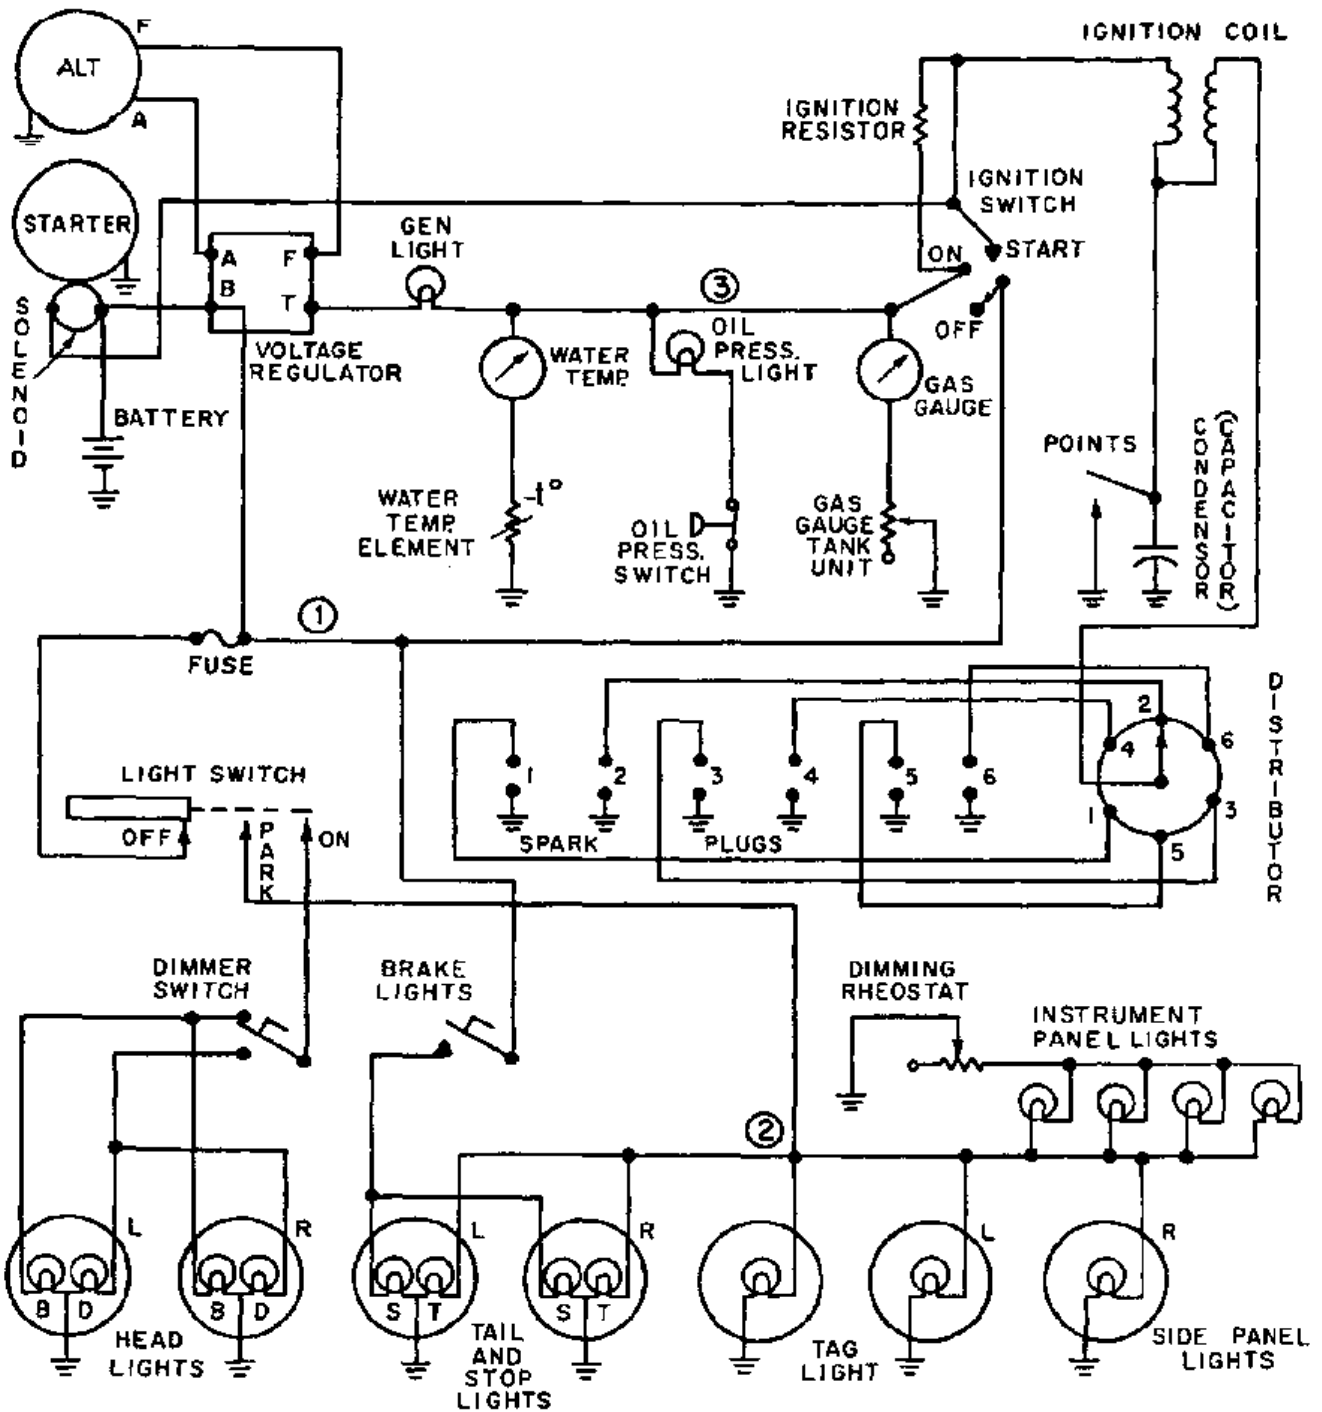 F
ALT
A
IGNITION COIL
IGNITION
RESISTOR
STARTER
IGNITION
SWITCH
GEN
LIGHT
START
ON
OFF
A
F
B
T
SOLENOID
VOLTAGE
REGULATOR
BATTERY
3
WATER
TEMP.
OIL
PRESS.
LIGHT
GAS
GAUGE
POINTS
CONDENSOR
(CAPACITOR)
WATER
TEMP.
ELEMENT
-t°
OIL
PRESS.
SWITCH
GAS
GAUGE
TANK
UNIT
1
FUSE
DISTRIBUTOR
2
4
6
1
3
5
1
2
3
4
5
6
SPARK
PLUGS
LIGHT SWITCH
OFF
PARK
ON
DIMMER
SWITCH
BRAKE
LIGHTS
DIMMING
RHEOSTAT
INSTRUMENT
PANEL LIGHTS
2
L
R
L
R
L
R
B
D
B
D
S
T
S
T
HEAD
LIGHTS
TAIL
AND
STOP
LIGHTS
TAG
LIGHT
SIDE PANEL
LIGHTS